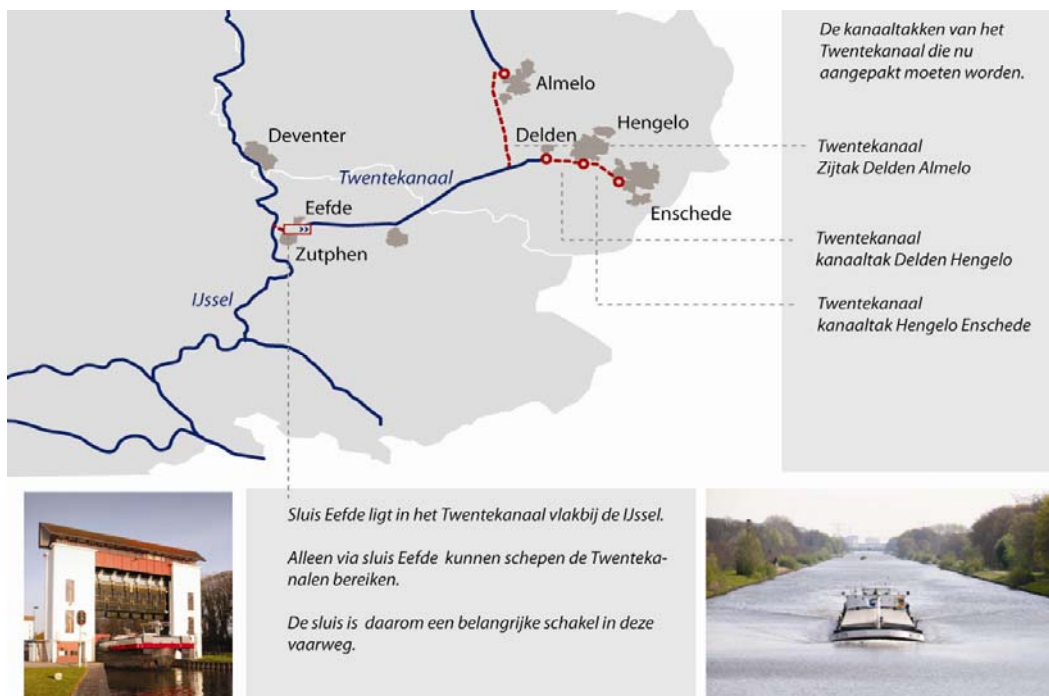 De kanaaltakken van het
Twentekanaal die nu
aangepakt moeten worden.
Almelo
Hengelo
Delden
Deventer
Twentekanaal
Zijtak Delden Almelo
Twentekanaal
Eefde
Enschede
Zutphen
Twentekanaal
kanaaltak Delden Hengelo
IJssel
Twentekanaal
kanaaltak Hengelo Enschede
Sluis Eefde ligt in het Twentekanaal vlakbij de IJssel.
Alleen via sluis Eefde kunnen schepen de Twenteka-
nalen bereiken.
De sluis is daarom een belangrijke schakel in deze
vaarweg.